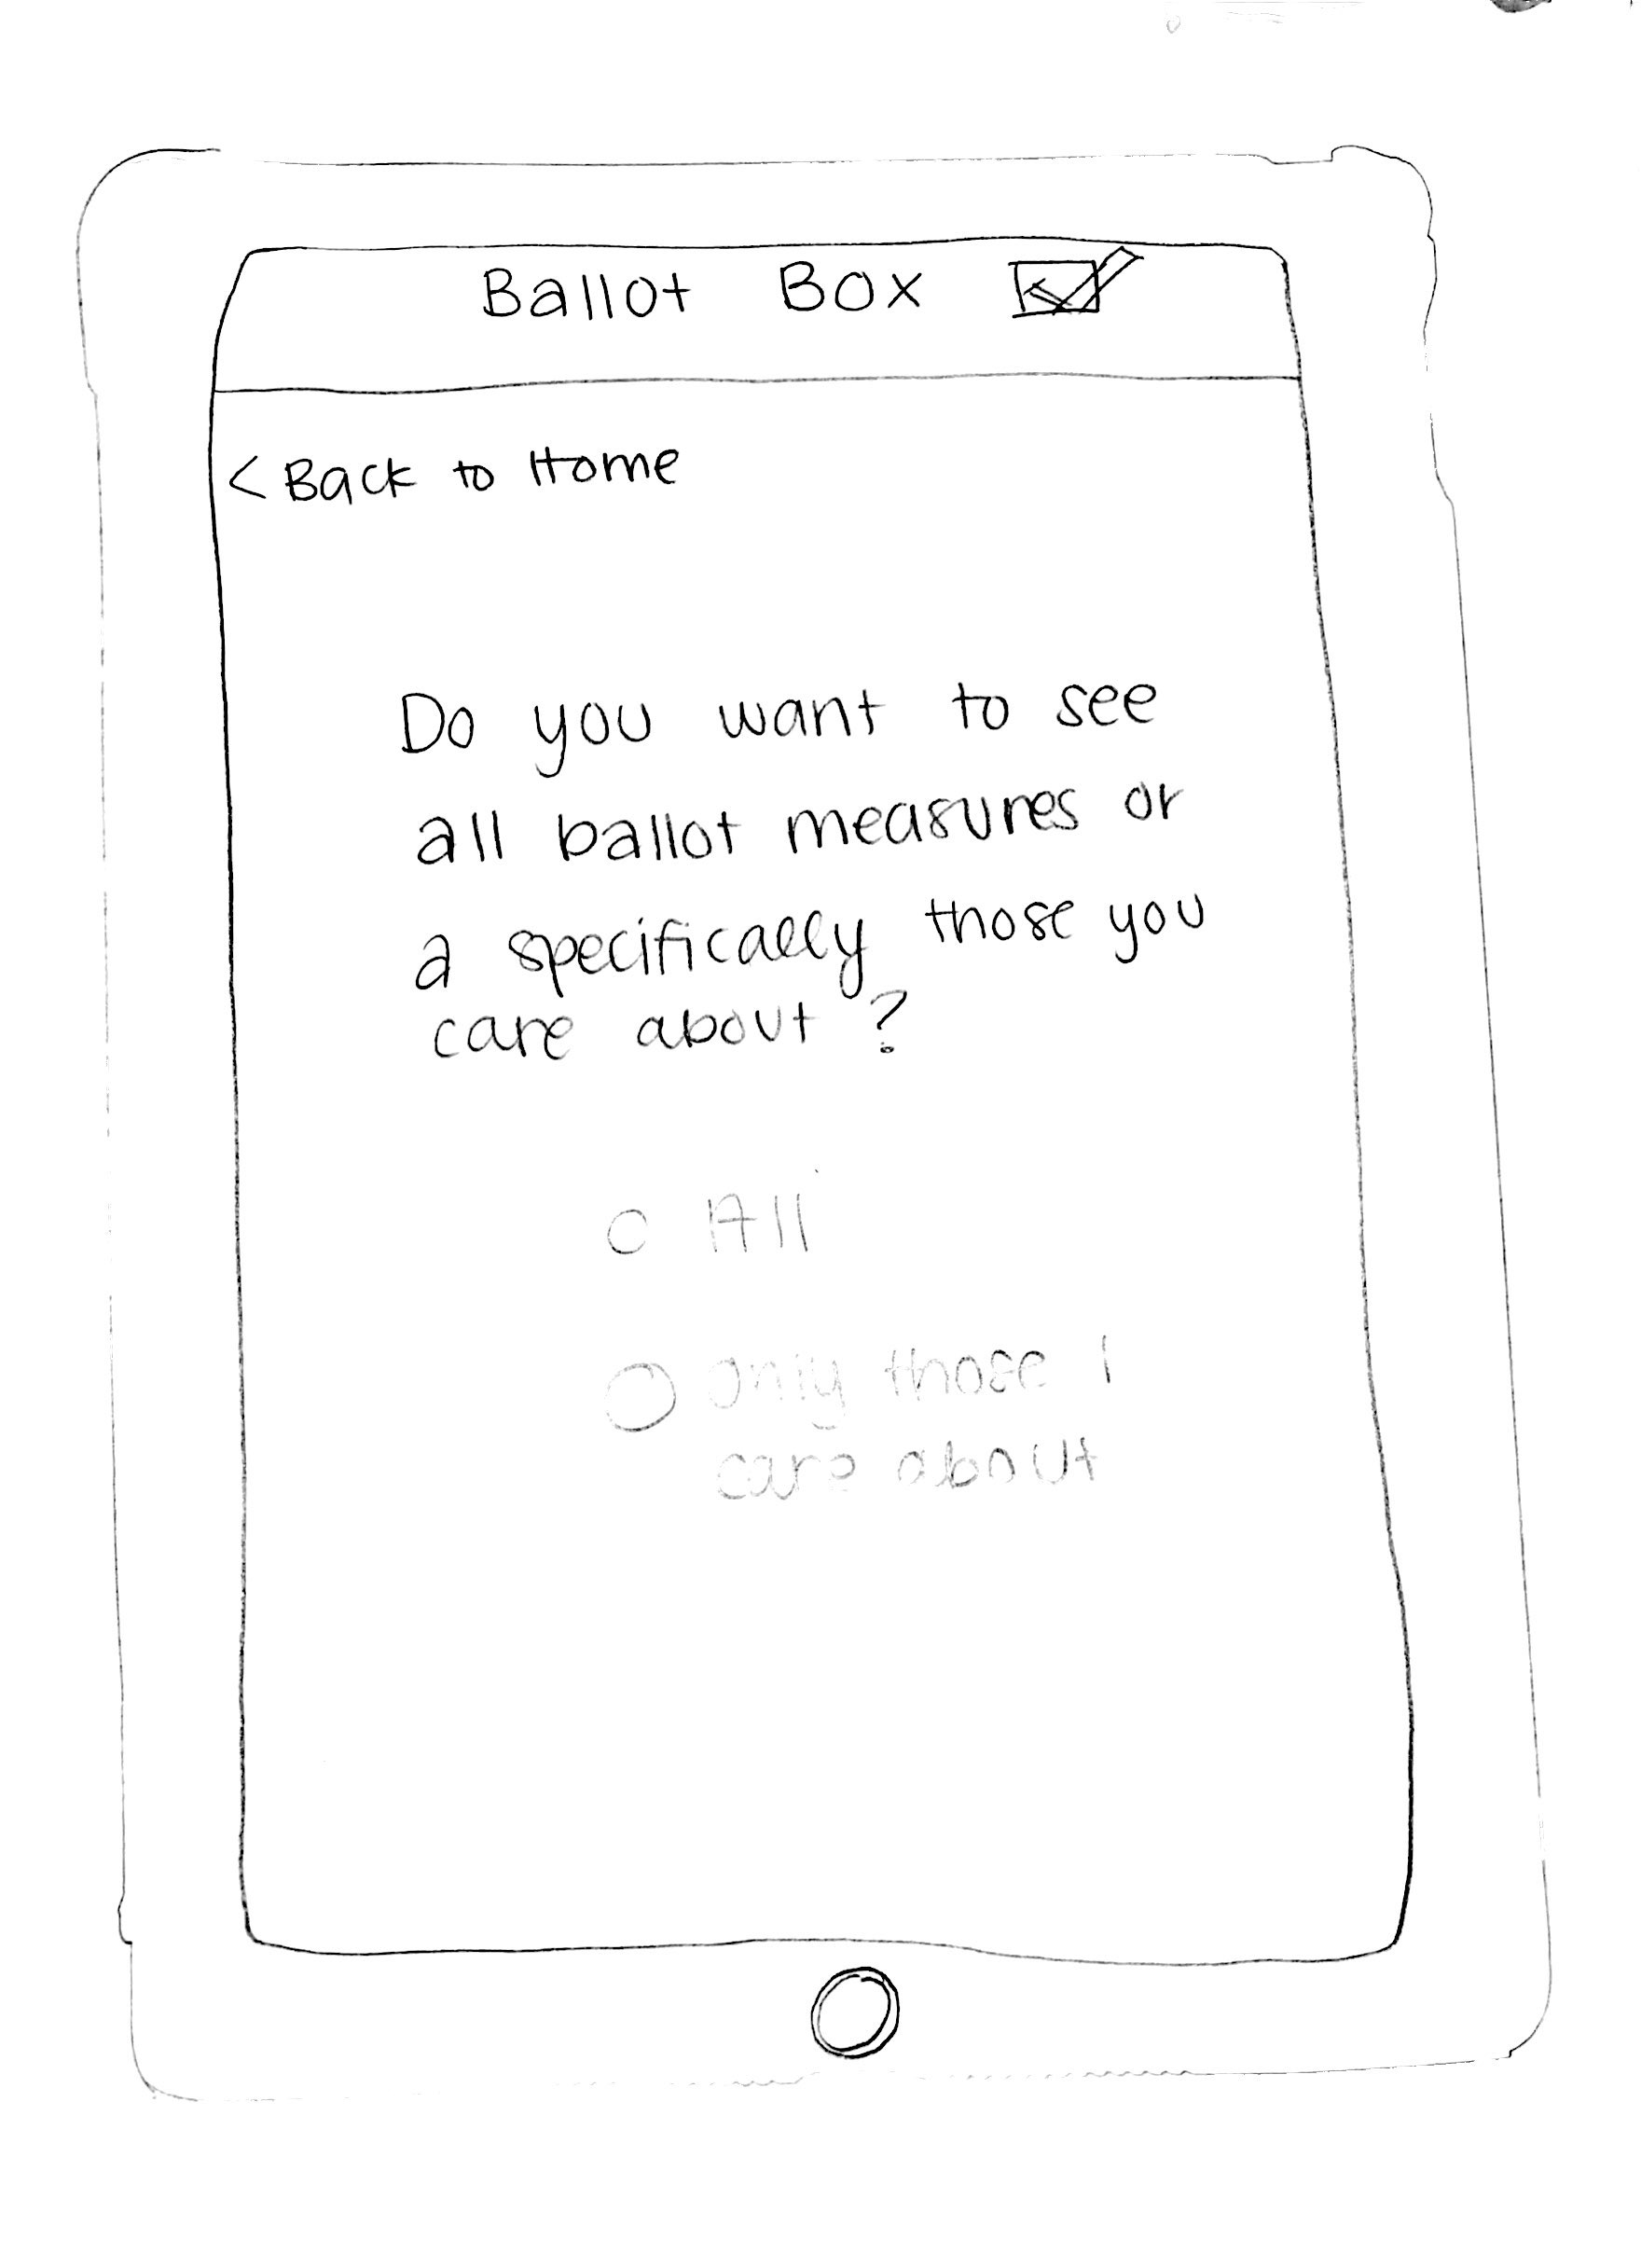 Ballot Box
< Back to Home
Do you want to see
all ballot measures or
a specifically those you
care about?
All
Only those I
care about